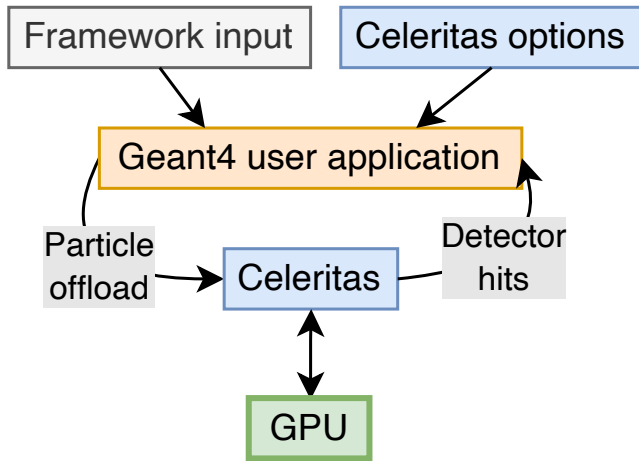 Framework input
Celeritas options
Geant4 user application
Particle
offload
Detector
hits
Celeritas
GPU